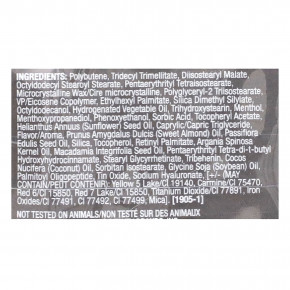 INGREDIENTS: Polybutene, Tridecyl Trimellitate, Diisostearyl Malate,
Octyldodecyl Stearoyl Stearate, Pentaerythrityl Tetraisostearate,
Microcrystalline Wax/Cire microcrystalline, Polyglyceryl-2 Triisostearate,
VP/Eicosene Copolymer, Ethylhexyl Palmitate, Silica Dimethyl Silylate,
Octyldodecanol, Hydrogenated Vegetable Oil, Trihydroxystearin, Menthol,
Menthoxypropanediol, Phenoxyethanol, Sorbic Acid, Tocopheryl Acetate,
Helianthus Annuus (Sunflower) Seed Oil, Caprylic/Capric Triglyceride,
Flavor/Aroma, Prunus Amygdalus Dulcis (Sweet Almond) Oil, Passiflora
Edulis Seed Oil, Silica, Tocopherol, Retinyl Palmitate, Argania Spinosa
Kernel Oil, Macadamia Integrifolia Seed Oil, Pentaerythrityl Tetra-di-t-butyl
Hydroxyhydrocinnamate, Stearyl Glycyrrhetinate, Tribehenin, Cocos
Nucifera (Coconut) Oil, Sorbitan Isostearate, Glycine Soja (Soybean) Oil,
Palmitoyl Oligopeptide, Tin Oxide, Sodium Hyaluronate, [+/- (MAY
CONTAIN/PEUT CONTENIR): Yellow 5 Lake/CI 19140, Carmine/CI 75470,
Red 6/CI 15850, Red 7 Lake/CI 15850, Titanium Dioxide/CI 77891, Iron
Oxides/CI 77491, CI 77492, CI 77499, Mica] [1905-1]
NOT TESTED ON ANIMALS/NON TESTÉ SUR DES ANIMAUX